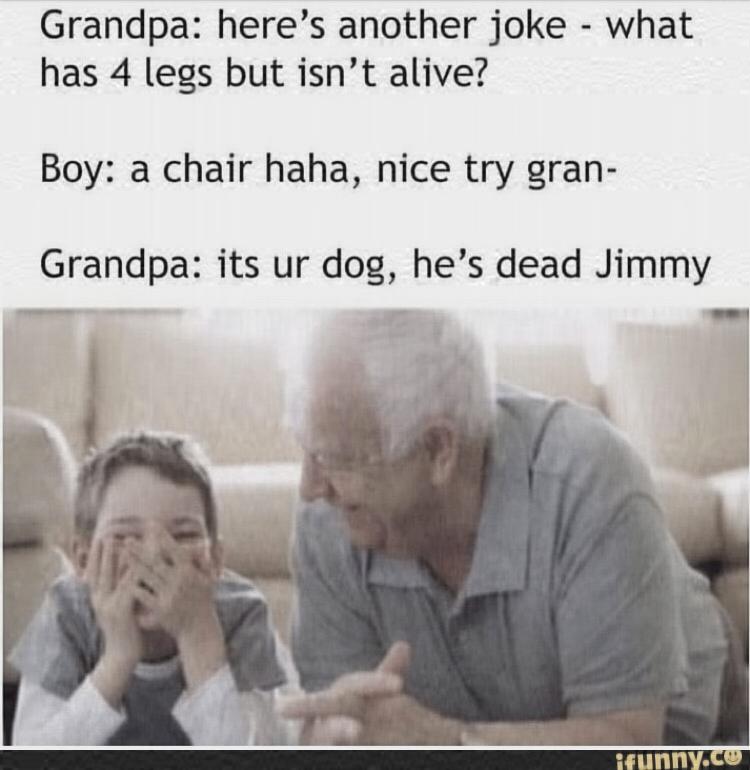 Grandpa: here’s another joke - what
has 4 legs but isn’t alive?
Boy: a chair haha, nice try gran-
Grandpa: its ur dog, he’s dead Jimmy
ifunny.co